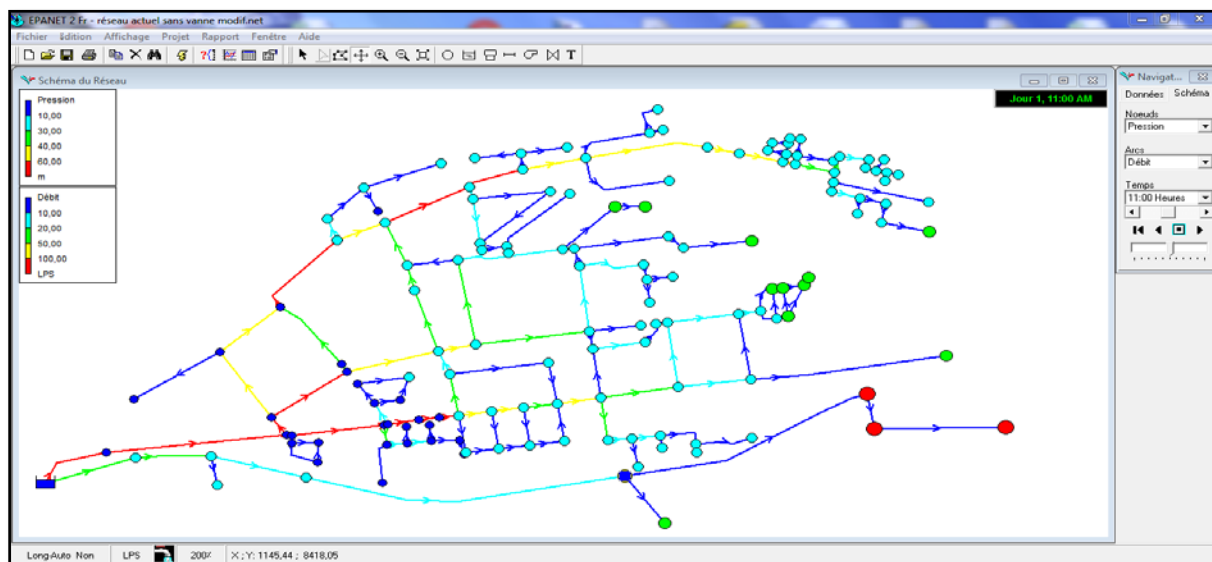 EPANET 2 Fr - réseau actuel sans vanne modif.net
Fichier Edition Affichage Projet Rapport Fenêtre Aide
T
Schéma du Réseau
Pression
10,00
30,00
40,00
60,00
m
Débit
10,00
20,00
50,00
100,00
LPS
Jour 1, 11:00 AM
Navigat...
Données Schéma
Noeuds
Pression
Arcs
Débit
Temps
11:00 Heures
Long-Auto Non LPS 200% X ; Y: 1145,44 ; 8418,05